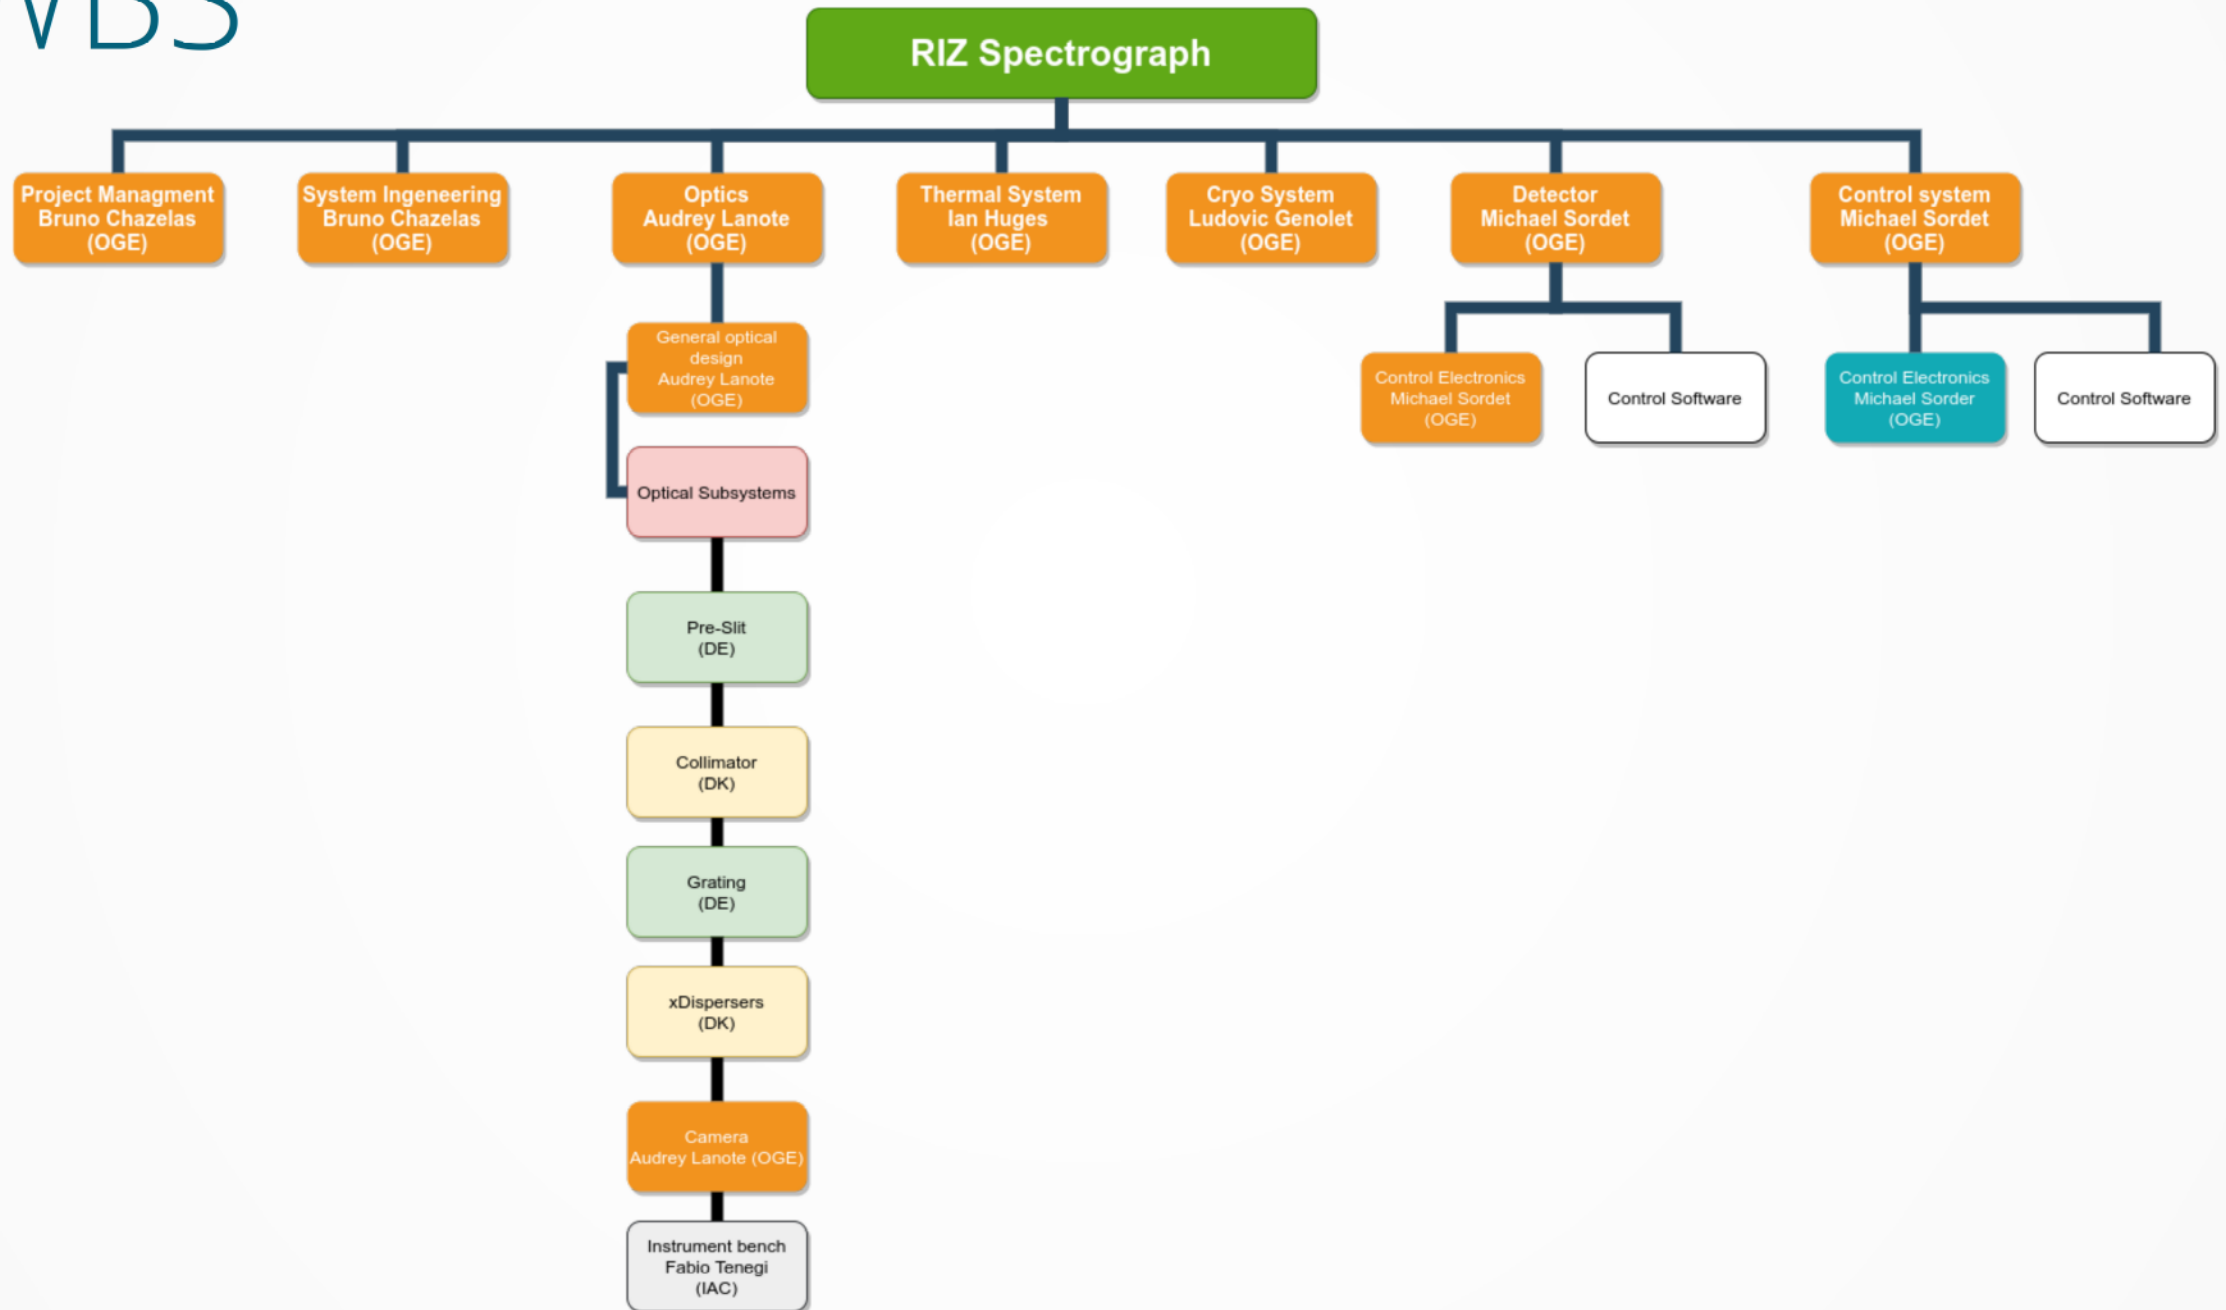 WBS
RIZ Spectrograph
Project Managment
Bruno Chazelas
(OGE)
System Ingeneering
Bruno Chazelas
(OGE)
Optics
Audrey Lanote
(OGE)
Thermal System
Ian Huges
(OGE)
Cryo System
Ludovic Genolet
(OGE)
Detector
Michael Sordet
(OGE)
Control system
Michael Sordet
(OGE)
General optical
design
Audrey Lanote
(OGE)
Control Electronics
Michael Sordet
(OGE)
Control Software
Control Electronics
Michael Sorder
(OGE)
Control Software
Optical Subsystems
Pre-Slit
(DE)
Collimator
(DK)
Grating
(DE)
xDispersers
(DK)
Camera
Audrey Lanote (OGE)
Instrument bench
Fabio Tenegi
(IAC)